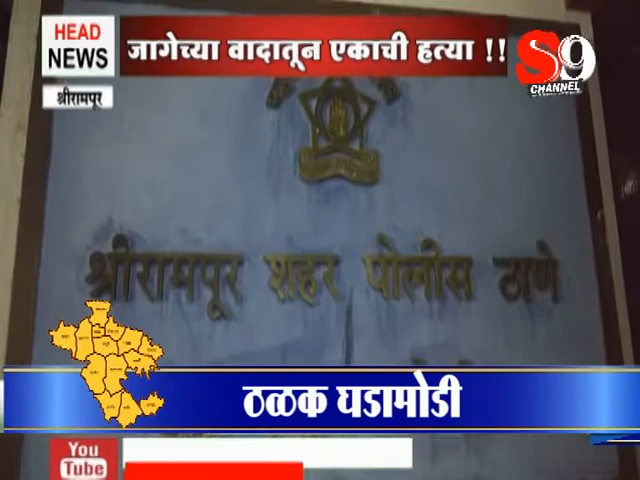 HEAD
NEWS
जागेच्या वादातून एकाची हत्या !!
S9
CHANNEL
श्रीरामपूर
श्रीरामपूर शहर पोलीस ठाणे
ठळक घडामोडी
You
Tube